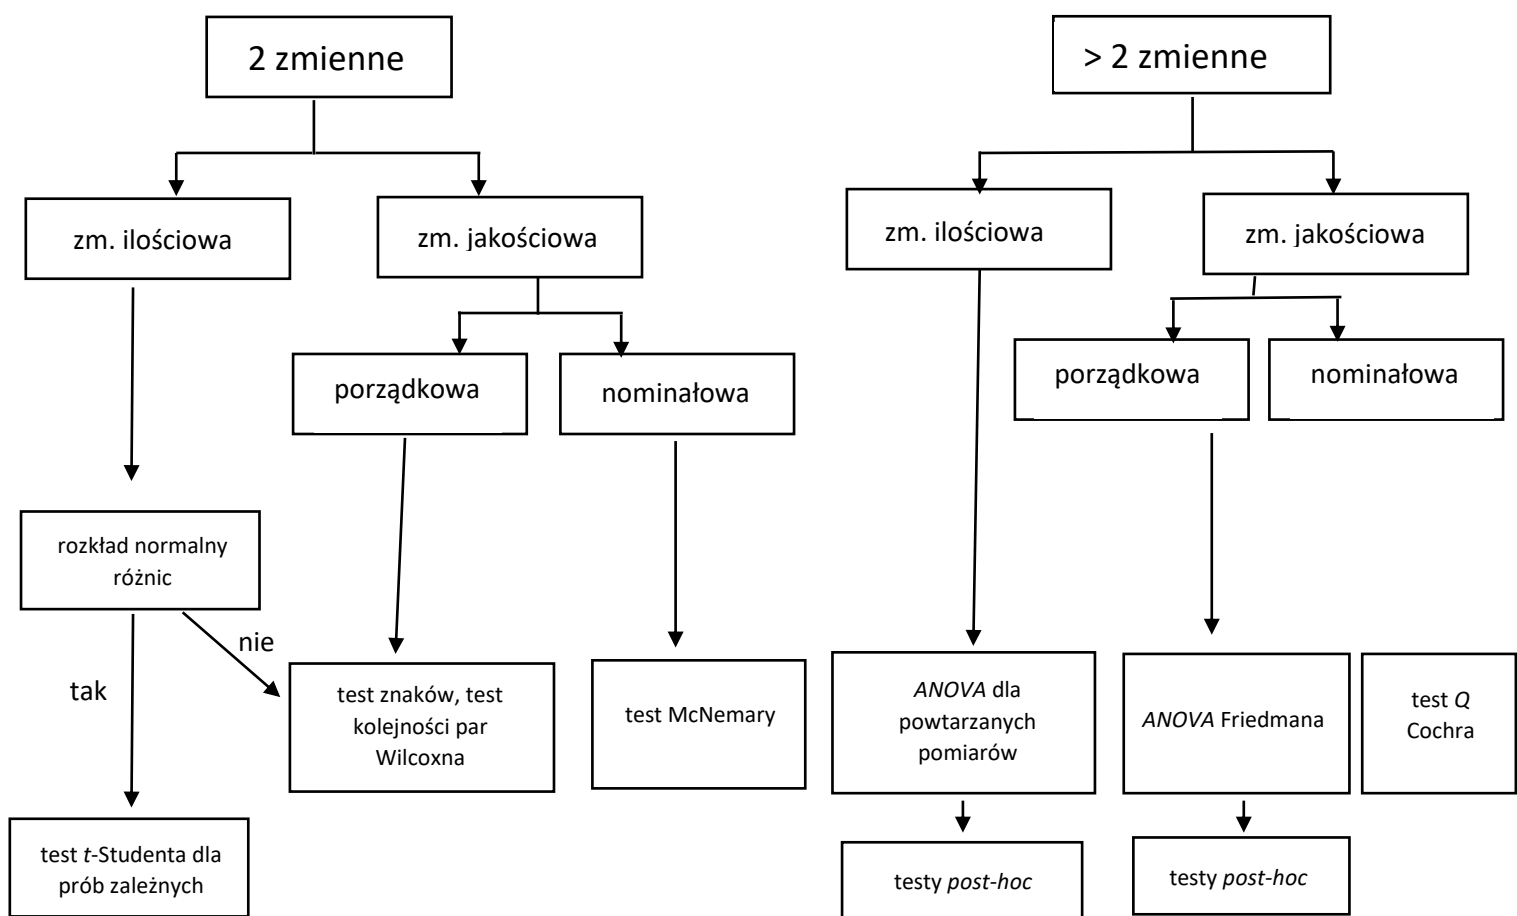 2 zmienne
> 2 zmienne
zm. ilościowa
zm. jakościowa
zm. ilościowa
zm. jakościowa
porządkowa
nominałowa
porządkowa
nominałowa
rozkład normalny
różnic
nie
tak
test znaków, test
kolejności par
Wilcoxna
test McNemary
ANOVA dla
powtarzanych
pomiarów
ANOVA Friedmana
test Q
Cochra
test t-Studenta dla
prób zależnych
testy post-hoc
testy post-hoc